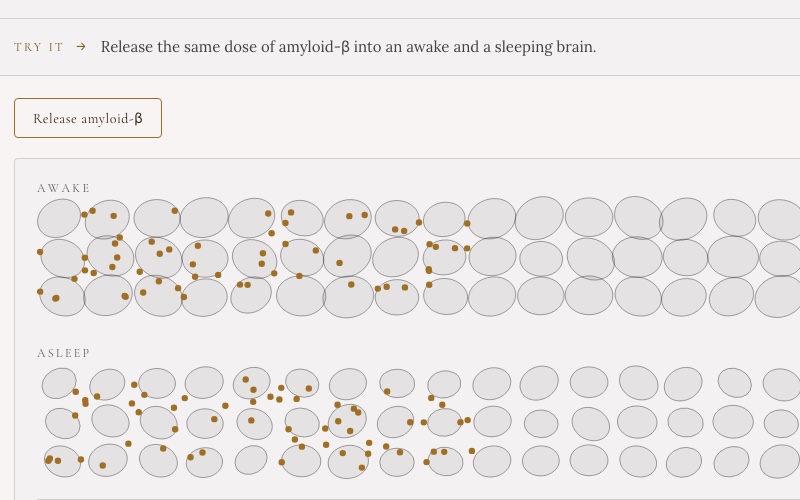 TRY IT → Release the same dose of amyloid-β into an awake and a sleeping brain.
Release amyloid-β
AWAKE
ASLEEP